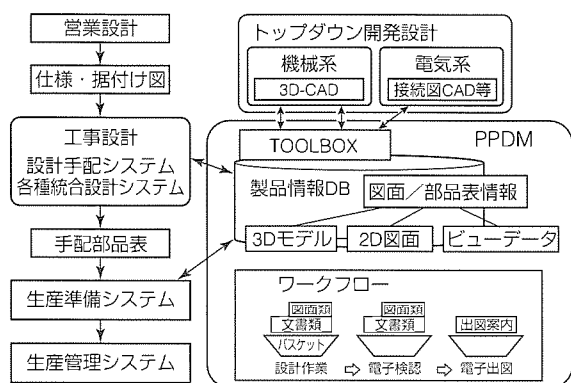 営業設計
仕様・据付け図
工事設計
設計手配システム
各種統合設計システム
手配部品表
生産準備システム
生産管理システム
トップダウン開発設計
機械系
3D-CAD
電気系
接続図CAD等
PPDM
TOOLBOX
製品情報DB
図面／部品表情報
3Dモデル
2D図面
ビューデータ
ワークフロー
図面類
文書類
バスケット
設計作業
図面類
文書類
電子検認
出図案内
電子出図